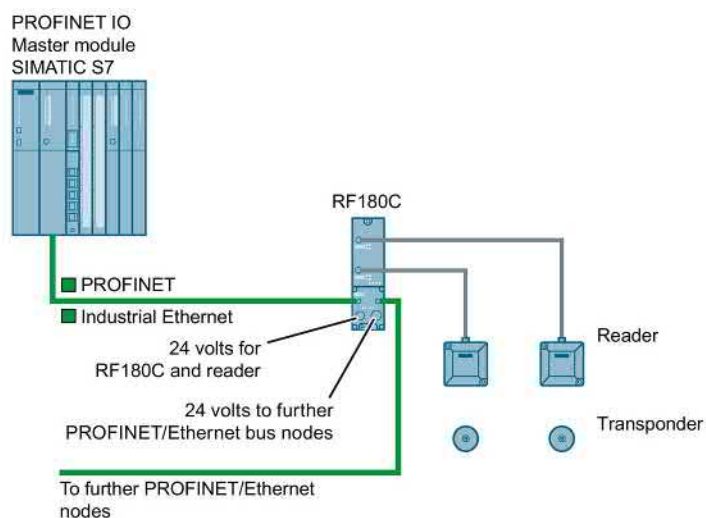 PROFINET IO
Master module
SIMATIC S7
RF180C
PROFINET
Industrial Ethernet
24 volts for
RF180C and reader
Reader
24 volts to further
PROFINET/Ethernet bus nodes
Transponder
To further PROFINET/Ethernet
nodes